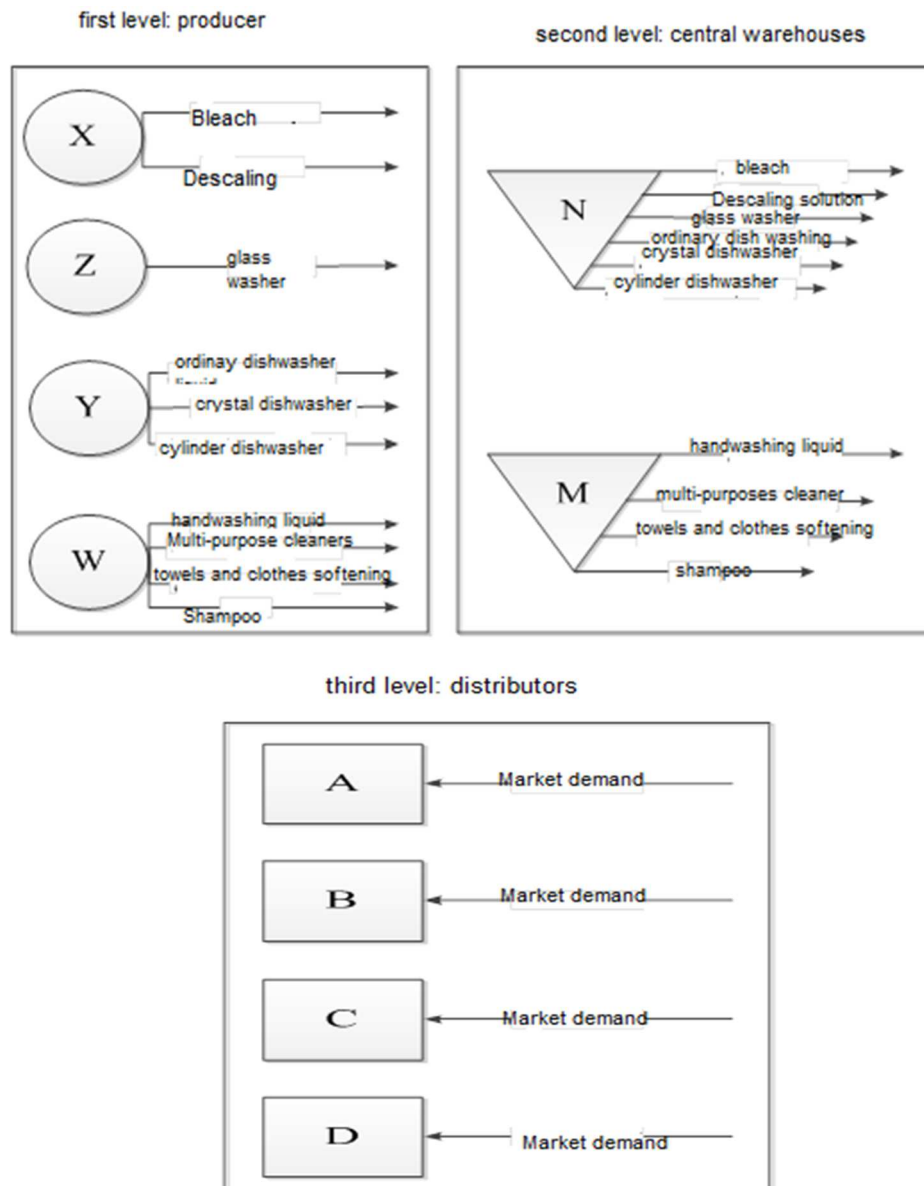 first level: producer
second level: central warehouses
X
Bleach
Descaling
Z
glass
washer
Y
ordinay dishwasher
liquid
crystal dishwasher
cylinder dishwasher
W
handwashing liquid
Multi-purpose cleaners
towels and clothes softening
Shampoo
N
bleach
Descaling solution
glass washer
ordinary dish washing
crystal dishwasher
cylinder dishwasher
M
handwashing liquid
multi-purposes cleaner
towels and clothes softening
shampoo
third level: distributors
A
Market demand
B
Market demand
C
Market demand
D
Market demand